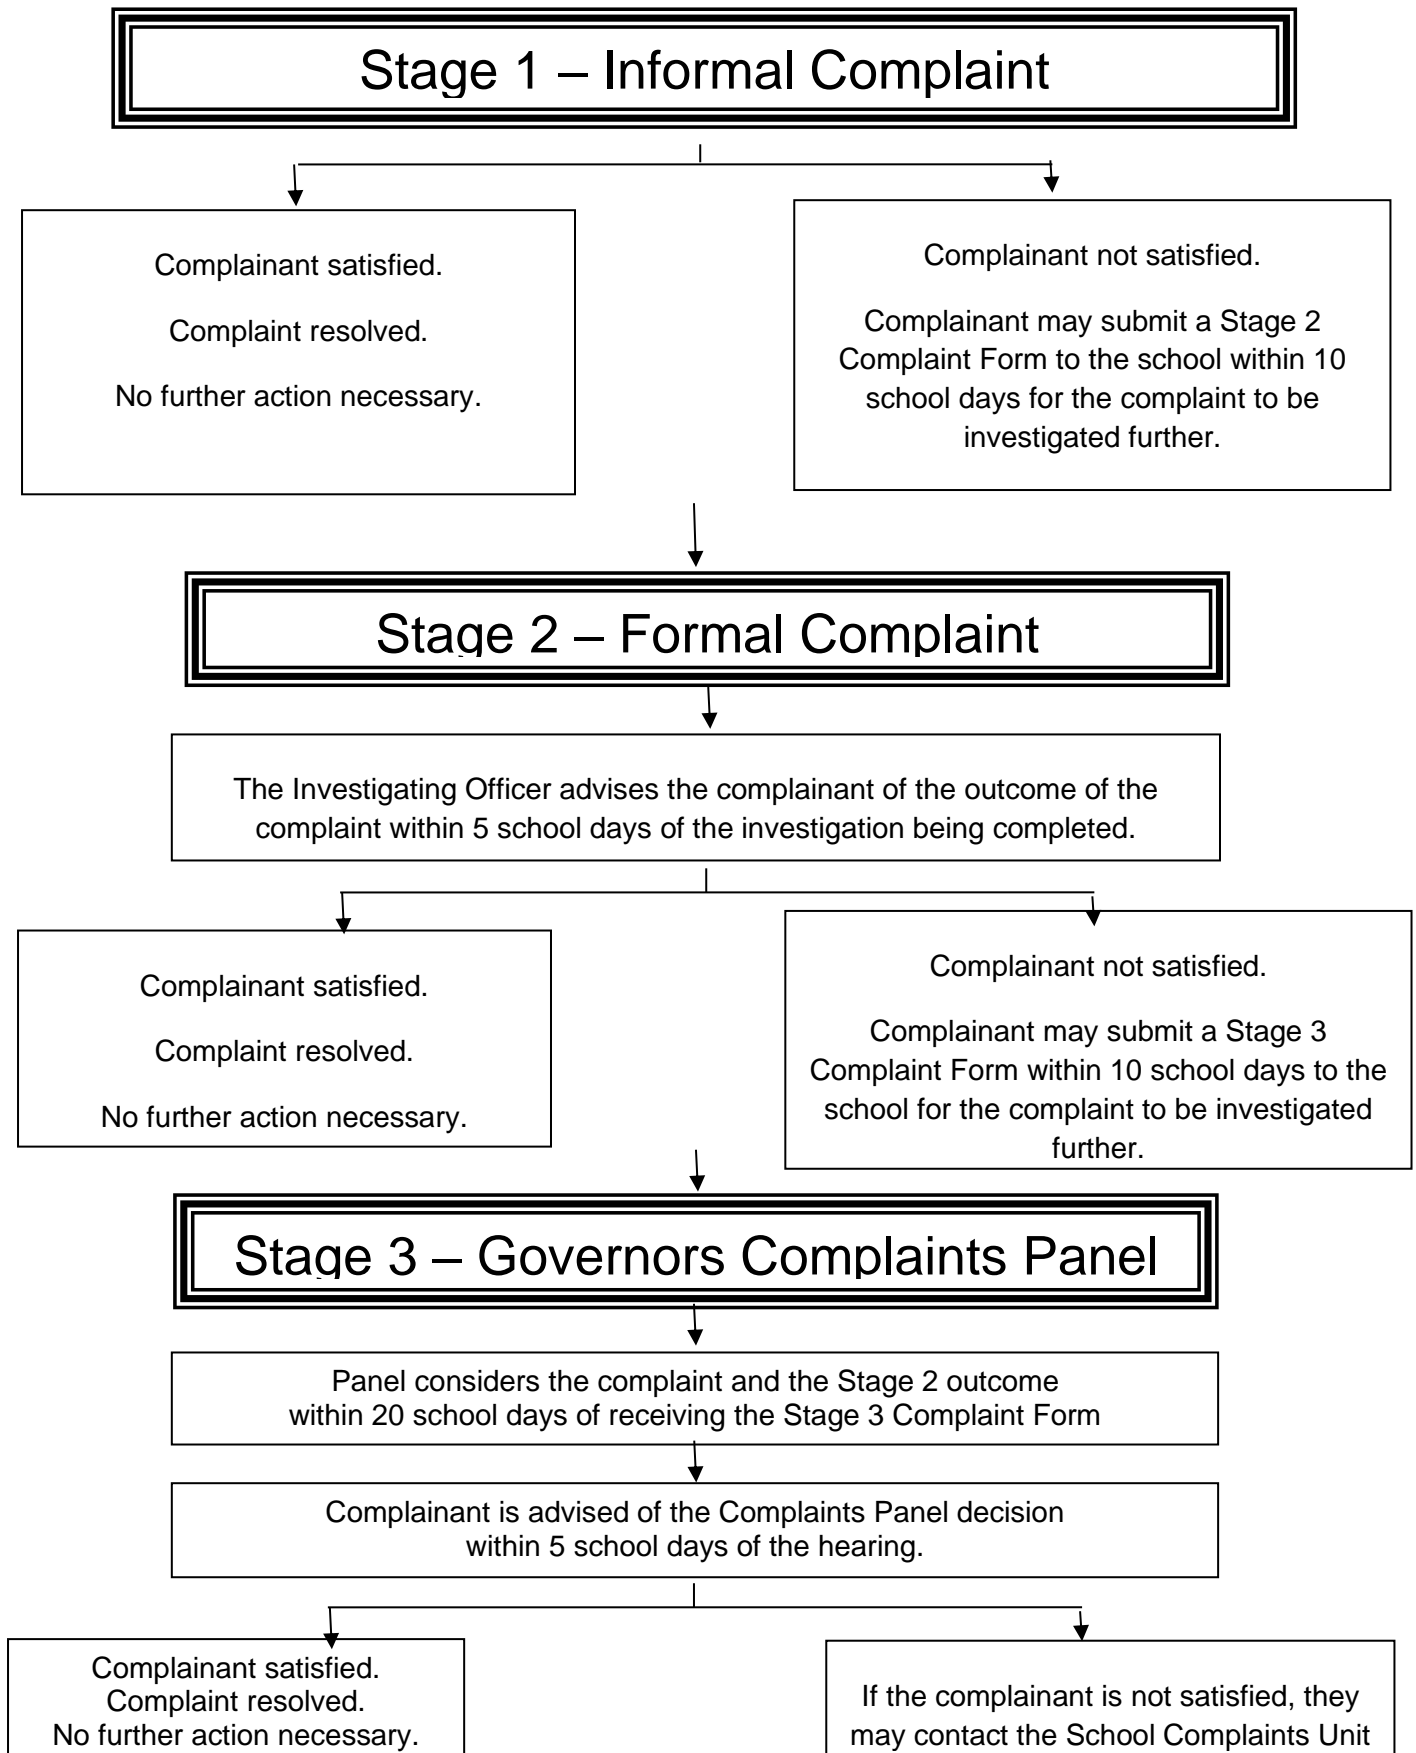 Stage 1 – Informal Complaint
Complainant satisfied.
Complaint resolved.
No further action necessary.
Complainant not satisfied.
Complainant may submit a Stage 2
Complaint Form to the school within 10
school days for the complaint to be
investigated further.
Stage 2 – Formal Complaint
The Investigating Officer advises the complainant of the outcome of the
complaint within 5 school days of the investigation being completed.
Complainant satisfied.
Complaint resolved.
No further action necessary.
Complainant not satisfied.
Complainant may submit a Stage 3
Complaint Form within 10 school days to the
school for the complaint to be investigated
further.
Stage 3 – Governors Complaints Panel
Panel considers the complaint and the Stage 2 outcome
within 20 school days of receiving the Stage 3 Complaint Form
Complainant is advised of the Complaints Panel decision
within 5 school days of the hearing.
Complainant satisfied.
Complaint resolved.
No further action necessary.
If the complainant is not satisfied, they
may contact the School Complaints Unit